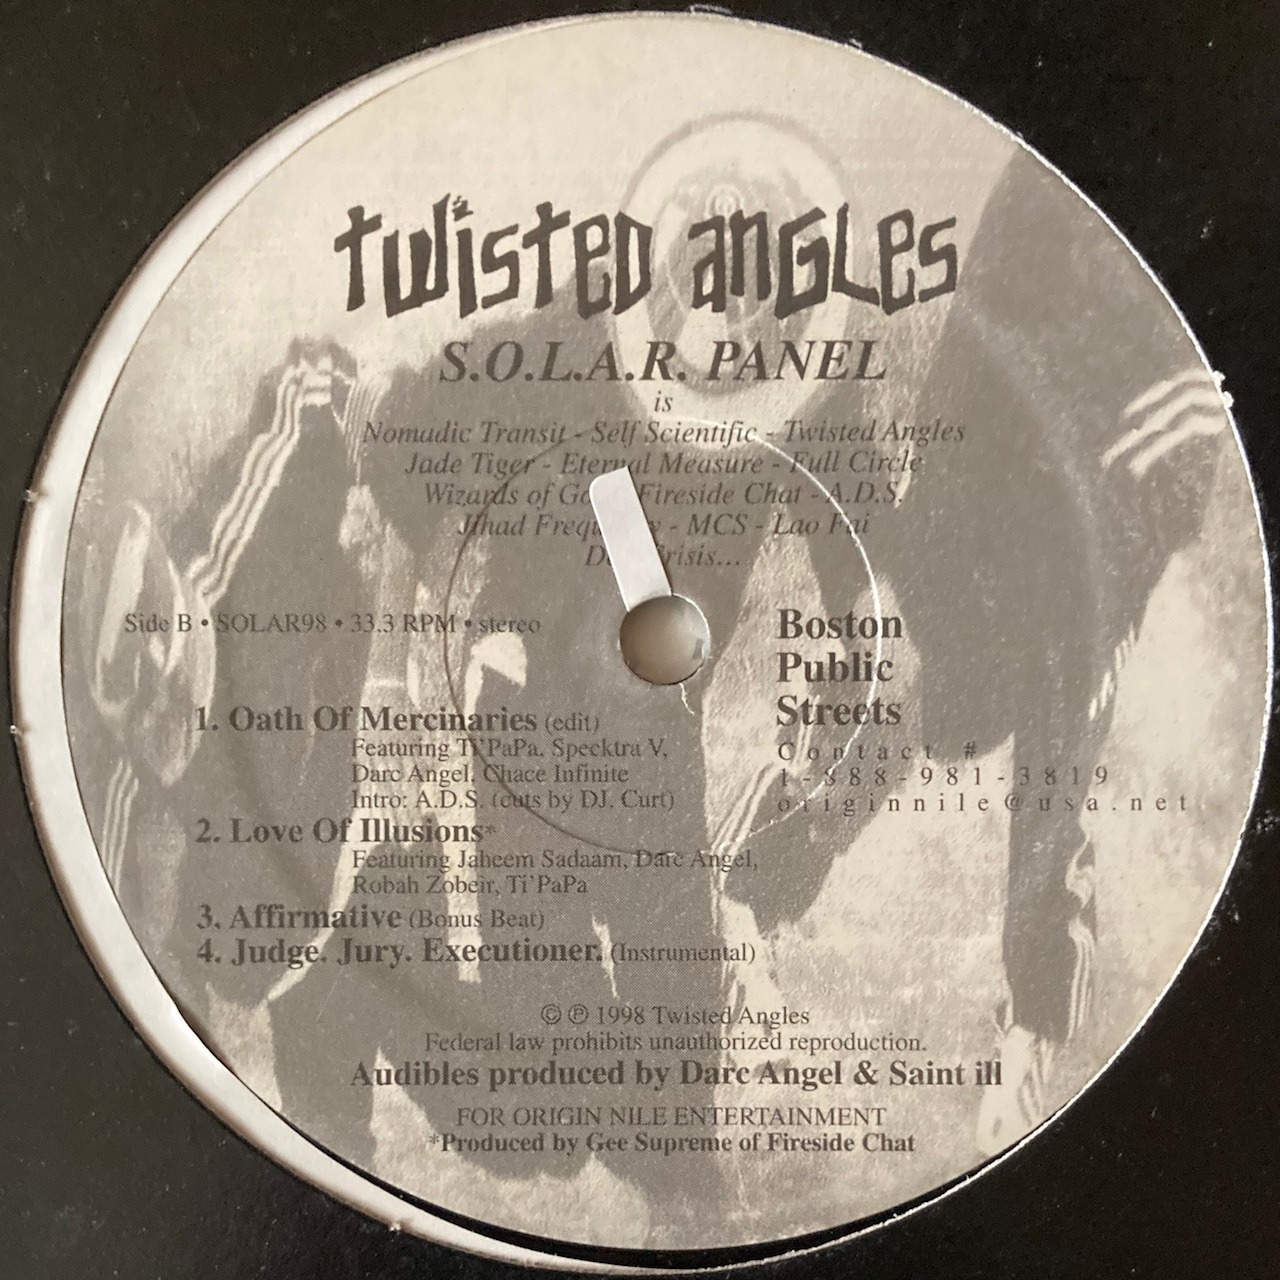 twisted angles
S.O.L.A.R. PANEL
is
Nomadic Transit - Self Scientific - Twisted Angles
Jade Tiger - Eternal Measure - Full Circle
Wizards of Fireside Chat - A.D.S.
Jihad - MCS - Lao Fai
Side B • SOLAR98 • 33.3 RPM • stereo
1. Oath Of Mercinaries (edit)
Featuring Ti'PaPa, Specktra V,
Darc Angel, Chace Infinite
Intro: A.D.S. (cuts by DJ. Curt)
2. Love Of Illusions*
Featuring Jaheem Sadaam, Darc Angel,
Robah Zobeir, Ti'PaPa
3. Affirmative (Bonus Beat)
4. Judge. Jury. Executioner. (Instrumental)
Boston
Public
Streets
Contact #
1-888-981-3819
originnile@usa.net
© ℗ 1998 Twisted Angles
Federal law prohibits unauthorized reproduction.
Audibles produced by Darc Angel & Saint ill
FOR ORIGIN NILE ENTERTAINMENT
*Produced by Gee Supreme of Fireside Chat